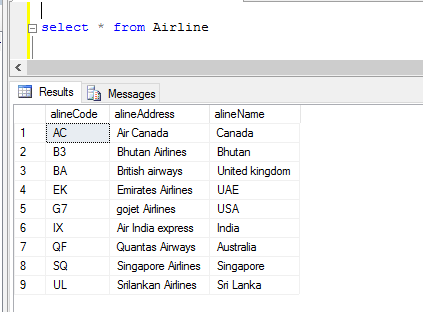 select * from Airline
Results Messages
alineCode alineAddress alineName
1 AC Air Canada Canada
2 B3 Bhutan Airlines Bhutan
3 BA British airways United kingdom
4 EK Emirates Airlines UAE
5 G7 gojet Airlines USA
6 IX Air India express India
7 QF Quantas Airways Australia
8 SQ Singapore Airlines Singapore
9 UL Srilankan Airlines Sri Lanka